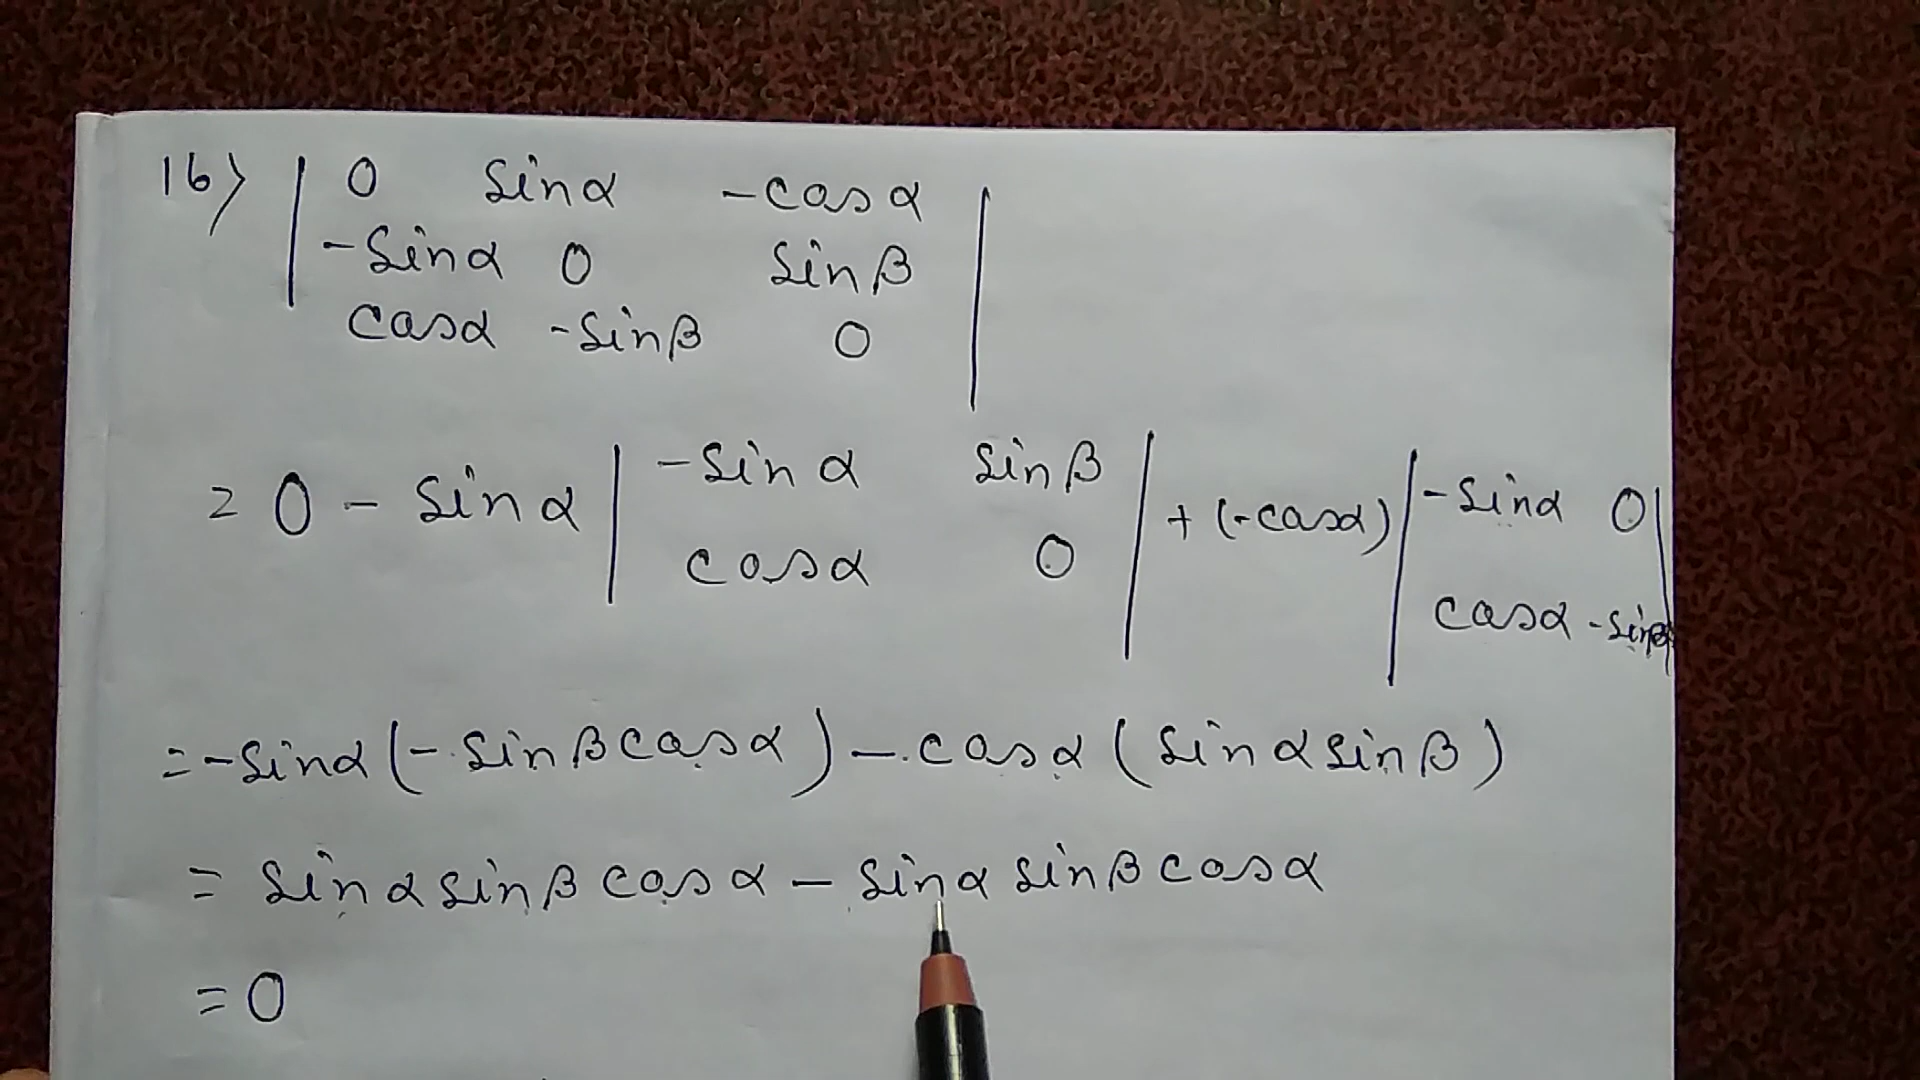 16) | 0 sinα -cosα |
-sinα 0 sinβ
cosα -sinβ 0
= 0 - sinα | -sinα sinβ | + (-cosα) | -sinα 0 |
cosα 0 cosα -sinβ
= -sinα (- sinβ cosα) - cosα (sinα sinβ)
= sinα sinβ cosα - sinα sinβ cosα
= 0